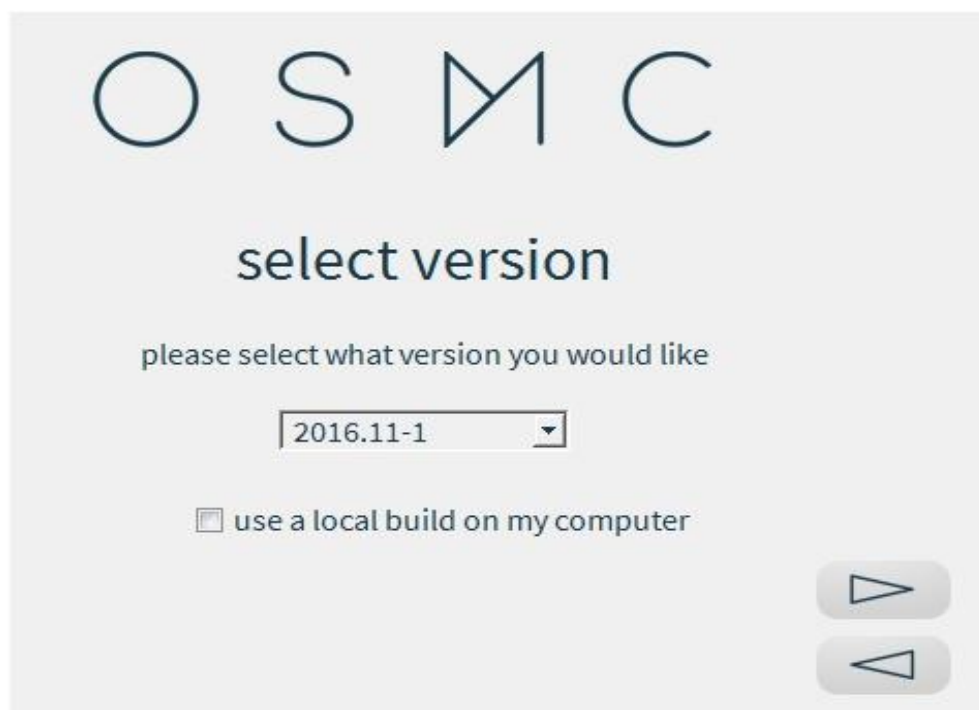 OSMC
select version
please select what version you would like
2016.11-1
use a local build on my computer